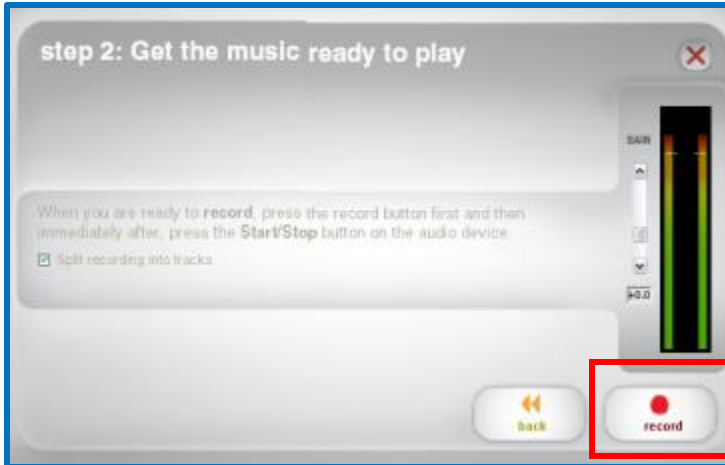 step 2: Get the music ready to play
GAIN
When you are ready to record, press the record button first and then
immediately after, press the Start/Stop button on the audio device.
Split recording into tracks
+0.0
back
record